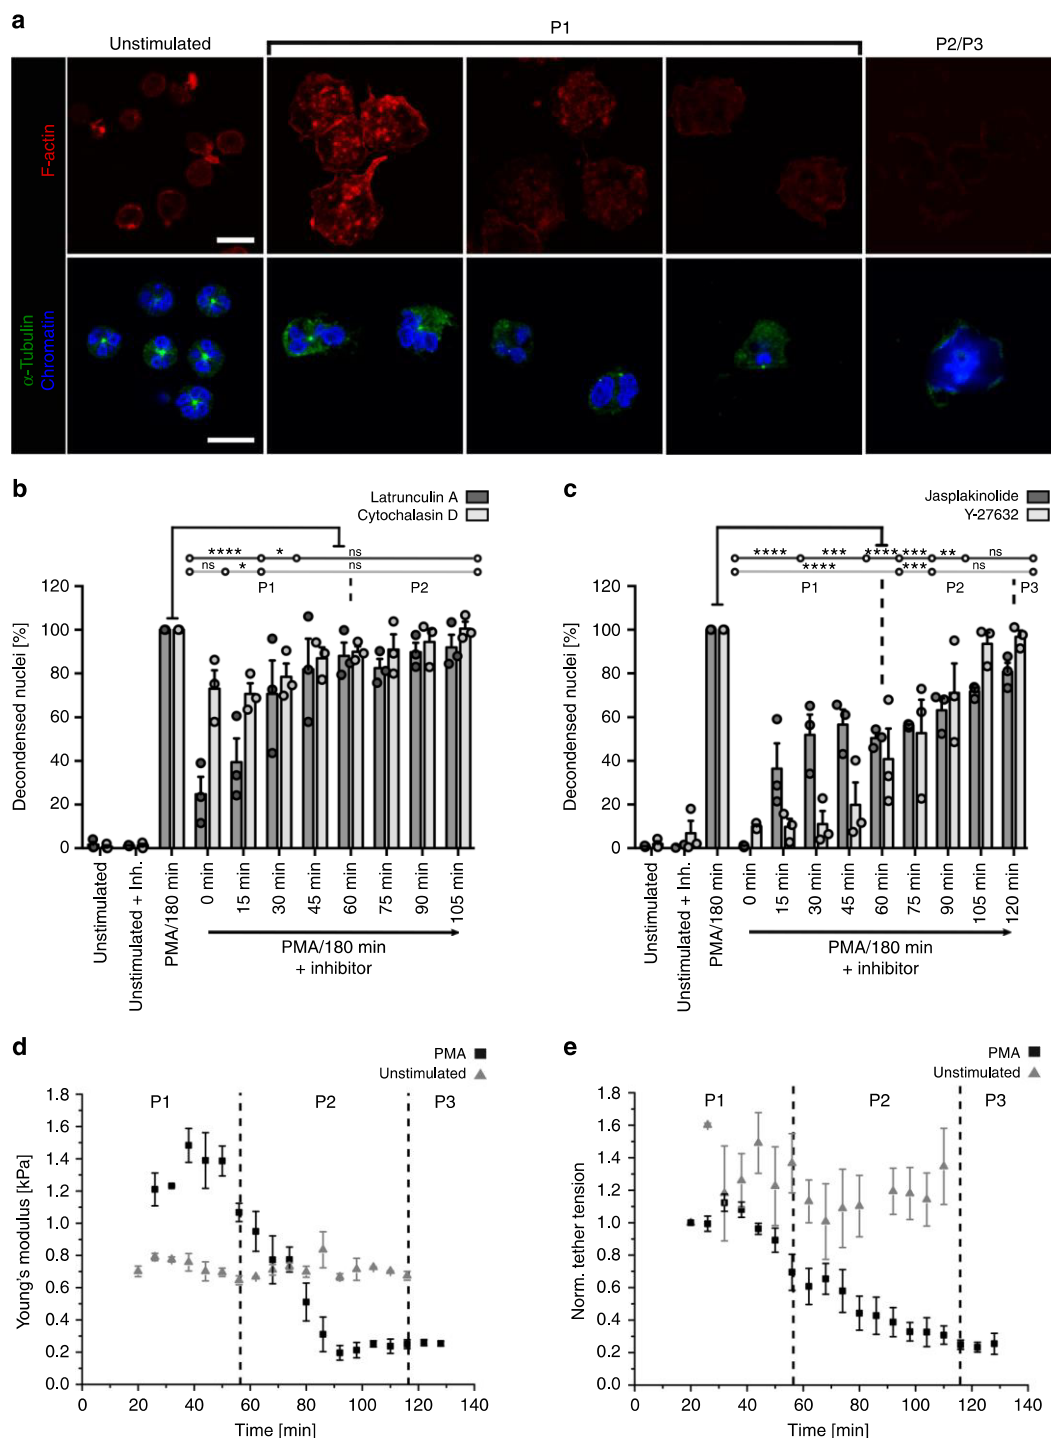 a
Unstimulated
P1
P2/P3
F-actin
α-Tubulin
Chromatin
b
Latrunculin A
Cytochalasin D
**** * ns
ns * ns
P1 P2
Decondensed nuclei [%]
120
100
80
60
40
20
0
Unstimulated
Unstimulated + Inh.
PMA/180 min
0 min
15 min
30 min
45 min
60 min
75 min
90 min
105 min
PMA/180 min
+ inhibitor
c
Jasplakinolide
Y-27632
**** *** **** *** ** ns
**** *** ns
P1 P2 P3
Decondensed nuclei [%]
120
100
80
60
40
20
0
Unstimulated
Unstimulated + Inh.
PMA/180 min
0 min
15 min
30 min
45 min
60 min
75 min
90 min
105 min
120 min
PMA/180 min
+ inhibitor
d
PMA
Unstimulated
P1 P2 P3
Young's modulus [kPa]
1.8
1.6
1.4
1.2
1.0
0.8
0.6
0.4
0.2
0.0
0 20 40 60 80 100 120 140
Time [min]
e
PMA
Unstimulated
P1 P2 P3
Norm. tether tension
1.8
1.6
1.4
1.2
1.0
0.8
0.6
0.4
0.2
0.0
0 20 40 60 80 100 120 140
Time [min]